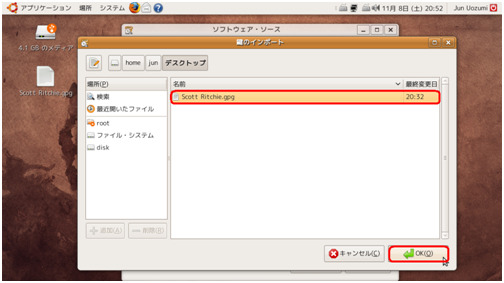 アプリケーション 場所 システム 11月 8日(土) 20:52 Jun Uozumi
ソフトウェア・ソース
鍵のインポート
4.1 GB のメディア
home jun デスクトップ
場所(P)
名前 最終変更日
検索
Scott Ritchie.gpg 20:32
最近開いたファイル
Scott Ritchie.gpg
root
ファイル・システム
disk
追加(A) 削除(R)
キャンセル(C) OK(O)